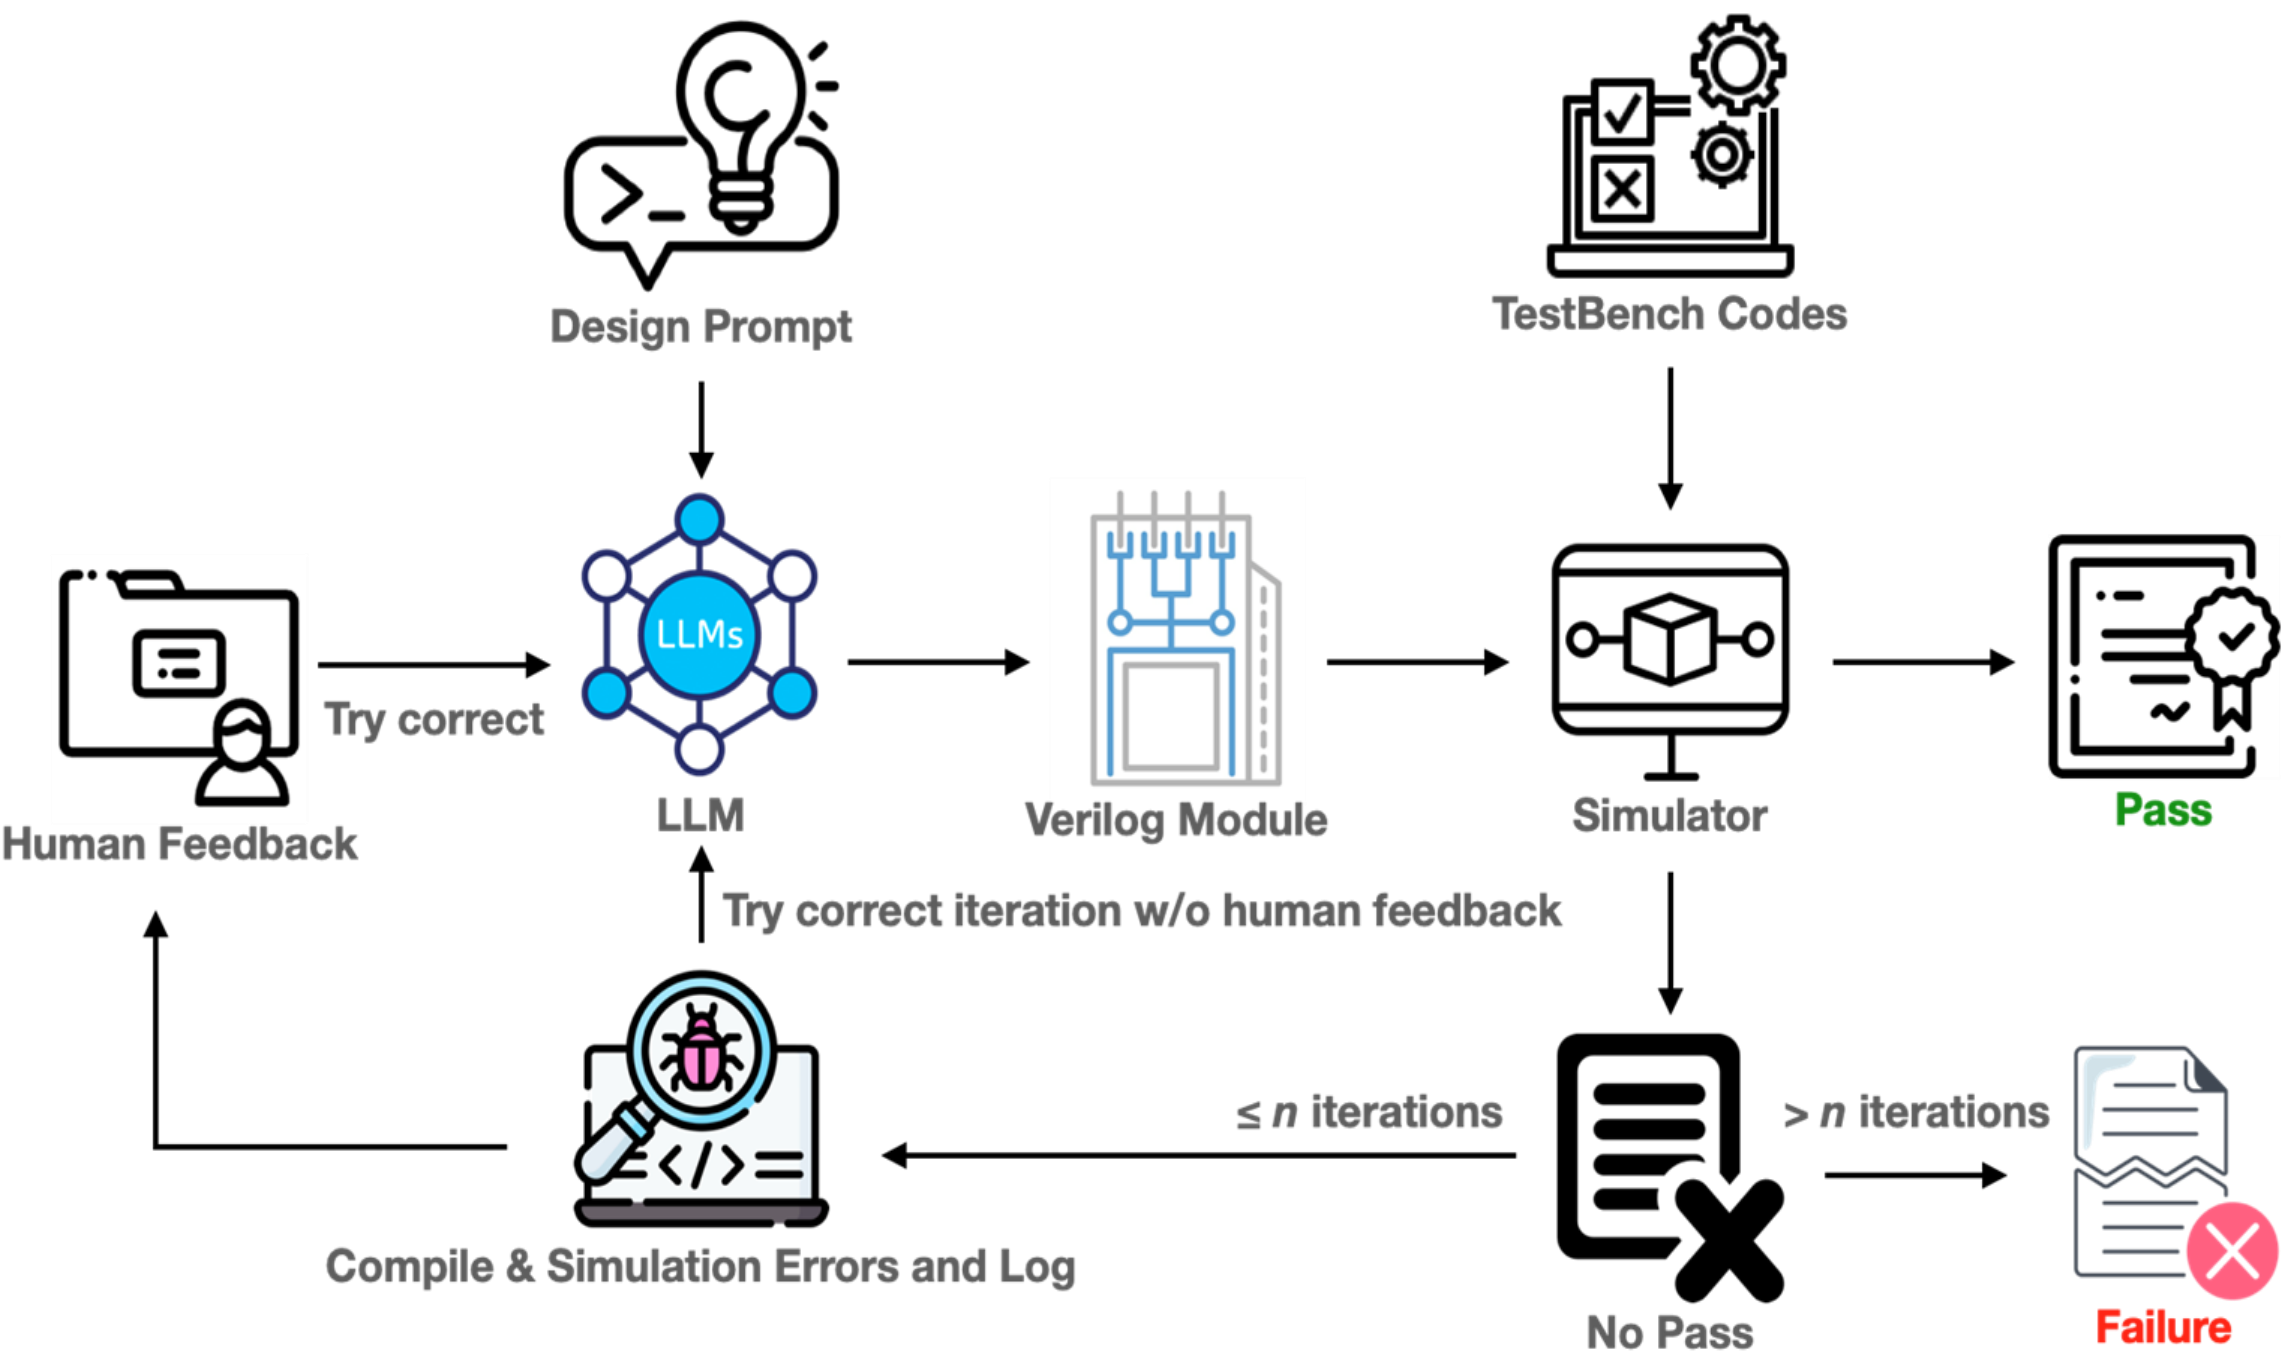 Design Prompt
TestBench Codes
LLMs
Try correct
Human Feedback
LLM
Verilog Module
Simulator
Pass
Try correct iteration w/o human feedback
≤ n iterations
> n iterations
Compile & Simulation Errors and Log
No Pass
Failure